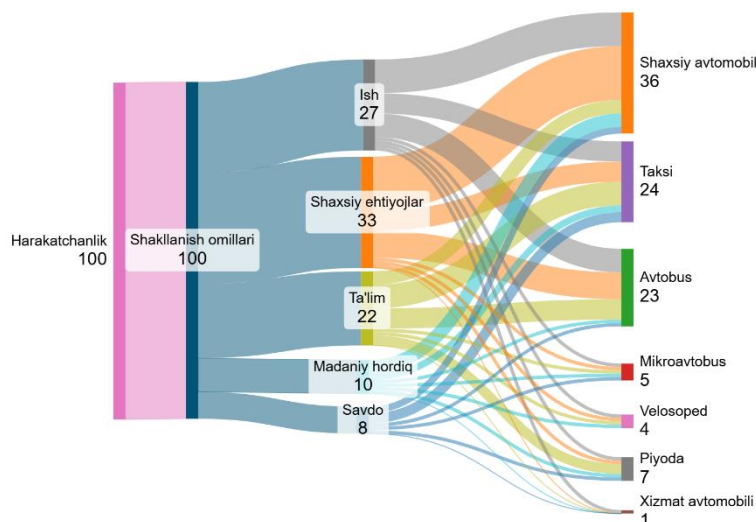 Harakatchanlik
100
Shakllanish omillari
100
Ish
27
Shaxsiy ehtiyojlar
33
Ta'lim
22
Madaniy hordiq
10
Savdo
8
Shaxsiy avtomobil
36
Taksi
24
Avtobus
23
Mikroavtobus
5
Velosoped
4
Piyoda
7
Xizmat avtomobili
1